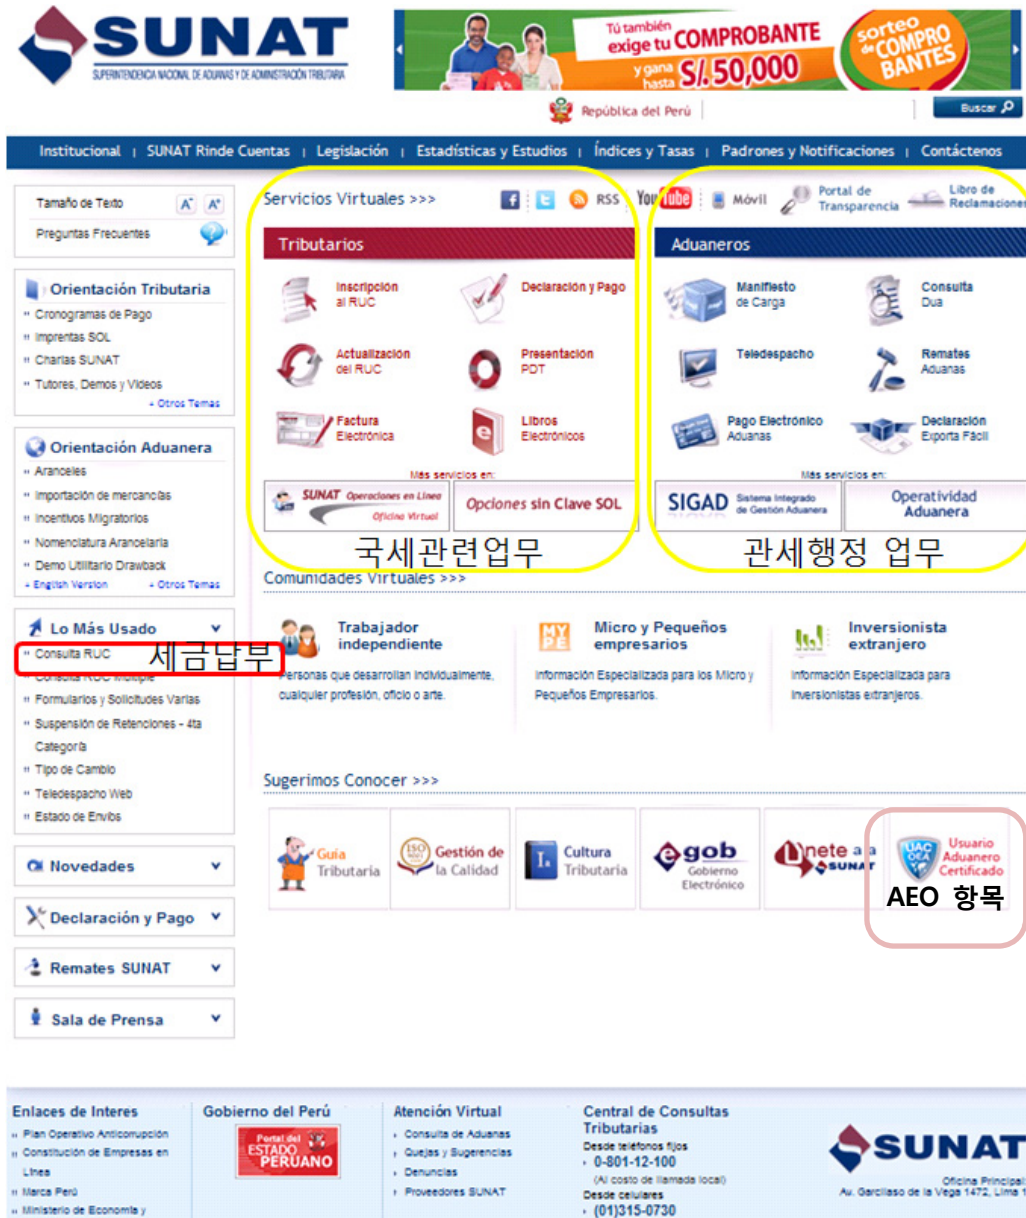 SUNAT
SUPERINTENDENCIA NACIONAL DE ADUANAS Y DE ADMINISTRACIÓN TRIBUTARIA
Tú también
exige tu COMPROBANTE
y gana
hasta S/. 50,000
sorteo
de COMPRO
BANTES
República del Perú
Buscar
Institucional | SUNAT Rinde Cuentas | Legislación | Estadísticas y Estudios | Índices y Tasas | Padrones y Notificaciones | Contáctenos
Tamaño de Texto A- A+
Preguntas Frecuentes
Orientación Tributaria
Cronogramas de Pago
Imprentas SOL
Charlas SUNAT
Tutores, Demos y Videos
+ Otros Temas
Orientación Aduanera
Aranceles
Importación de mercancías
Incentivos Migratorios
Nomenclatura Arancelaria
Demo Utilitario Drawback
+ English Version + Otros Temas
Lo Más Usado
Consulta RUC
세금납부
Consulta RUC Multiple
Formularios y Solicitudes Varias
Suspensión de Retenciones - 4ta
Categoría
Tipo de Cambio
Teledespacho Web
Estado de Envíos
Novedades
Declaración y Pago
Remates SUNAT
Sala de Prensa
Servicios Virtuales >>>
RSS
YouTube
Móvil
Portal de
Transparencia
Libro de
Reclamaciones
Tributarios
Inscripción
al RUC
Declaración y Pago
Actualización
del RUC
Presentación
PDT
Factura
Electrónica
Libros
Electrónicos
Más servicios en:
SUNAT Operaciones en Línea
Oficina Virtual
Opciones sin Clave SOL
국세관련업무
Aduaneros
Manifiesto
de Carga
Consulta
Dua
Teledespacho
Remates
Aduanas
Pago Electrónico
Aduanas
Declaración
Exporta Fácil
Más servicios en:
SIGAD Sistema Integrado
de Gestión Aduanera
Operatividad
Aduanera
관세행정 업무
Comunidades Virtuales >>>
Trabajador
independiente
Personas que desarrollan individualmente,
cualquier profesión, oficio o arte.
MY
PE
Micro y Pequeños
empresarios
Información Especializada para los Micro y
Pequeños Empresarios.
Inversionista
extranjero
Información Especializada para
Inversionistas extranjeros.
Sugerimos Conocer >>>
Guía
Tributaria
ISO
Gestión de
la Calidad
Cultura
Tributaria
egob
Gobierno
Electrónico
Únete a la
SUNAT
UAC
OEA
Usuario
Aduanero
Certificado
AEO 항목
Enlaces de Interes
Plan Operativo Anticorrupción
Constitución de Empresas en
Línea
Marca Perú
Ministerio de Economía y
Gobierno del Perú
Portal del
ESTADO
PERUANO
Atención Virtual
Consulta de Aduanas
Quejas y Sugerencias
Denuncias
Proveedores SUNAT
Central de Consultas
Tributarias
Desde teléfonos fijos
0-801-12-100
(Al costo de llamada local)
Desde celulares
(01)315-0730
SUNAT
Oficina Principal:
Av. Garcilaso de la Vega 1472, Lima 1